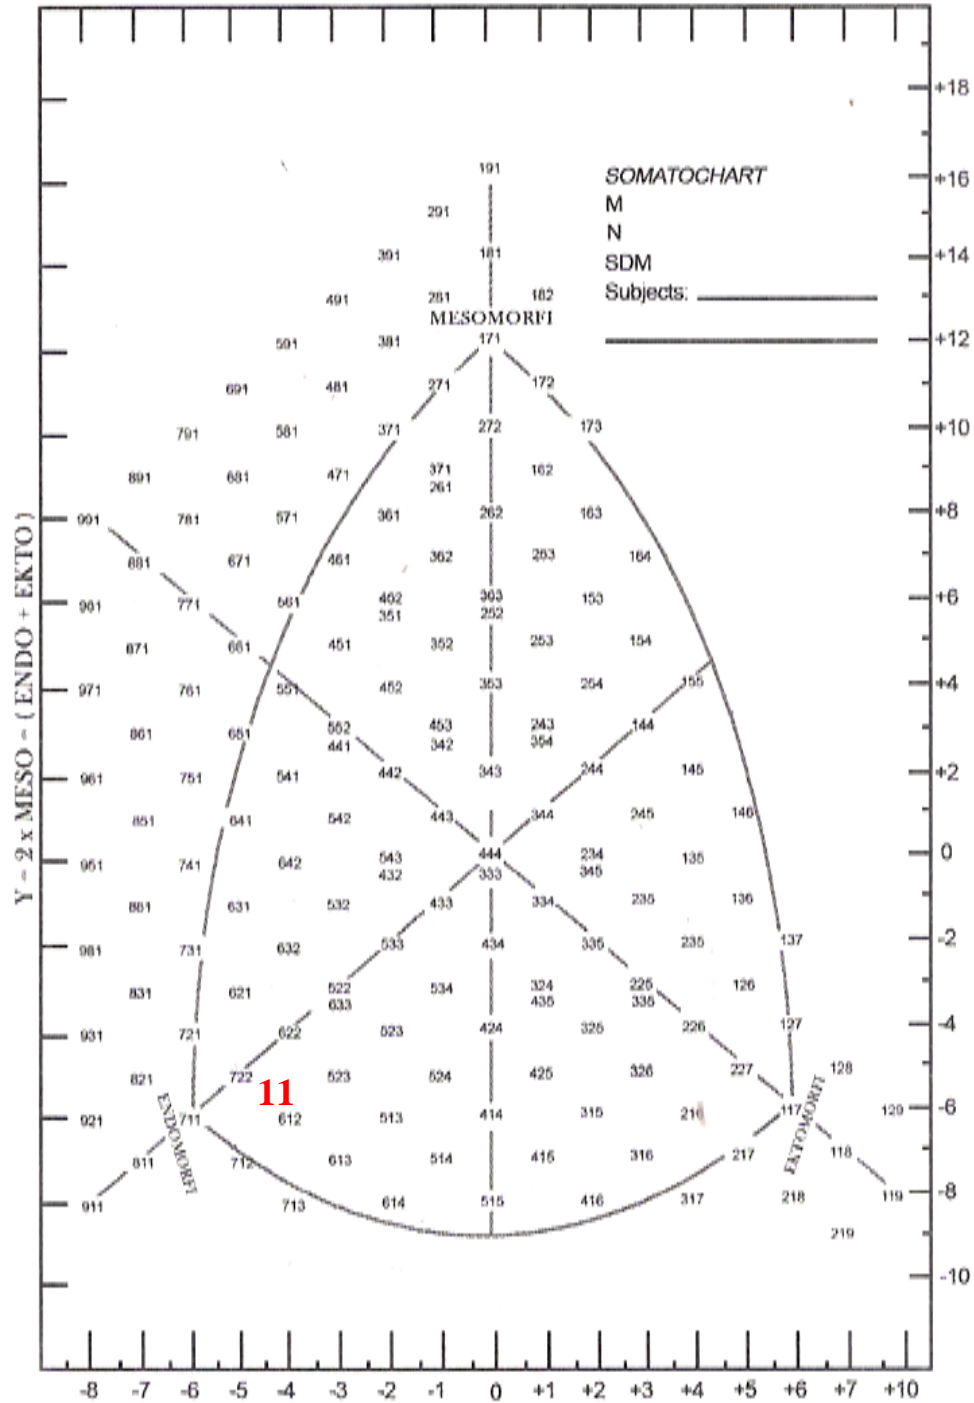 +18
191
+16
SOMATOCHART
M
291
N
391 181 +14
SDM
491 281 182 Subjects:
MESOMORFI
591 381 171 +12
691 481 271 172
791 581 371 272 173 +10
891 681 471 371 162
261
991 781 571 361 262 163 +8
881 671 461 362 263 164
981 771 561 462 363 153 +6
351 252
871 661 451 352 253 154
971 761 551 452 353 254 155 +4
861 651 552 453 243 144
441 342 354
961 751 541 442 343 244 145 +2
851 641 542 443 344 245 146
951 741 642 543 444 234 135 0
432 333 345
881 631 532 433 334 235 136
981 731 632 533 434 335 235 137 -2
831 621 522 534 324 225 126
633 435 335
931 721 622 523 424 325 226 127 -4
821 722 523 524 425 326 227 128
11
921 711 612 513 414 315 117 129 -6
ENDOMORFI
EKTOMORFI
811 712 613 514 415 316 217 118
911 713 614 515 416 317 218 119 -8
219
-10
-8 -7 -6 -5 -4 -3 -2 -1 0 +1 +2 +3 +4 +5 +6 +7 +10
Y = 2 x MESO - ( ENDO + EKTO )